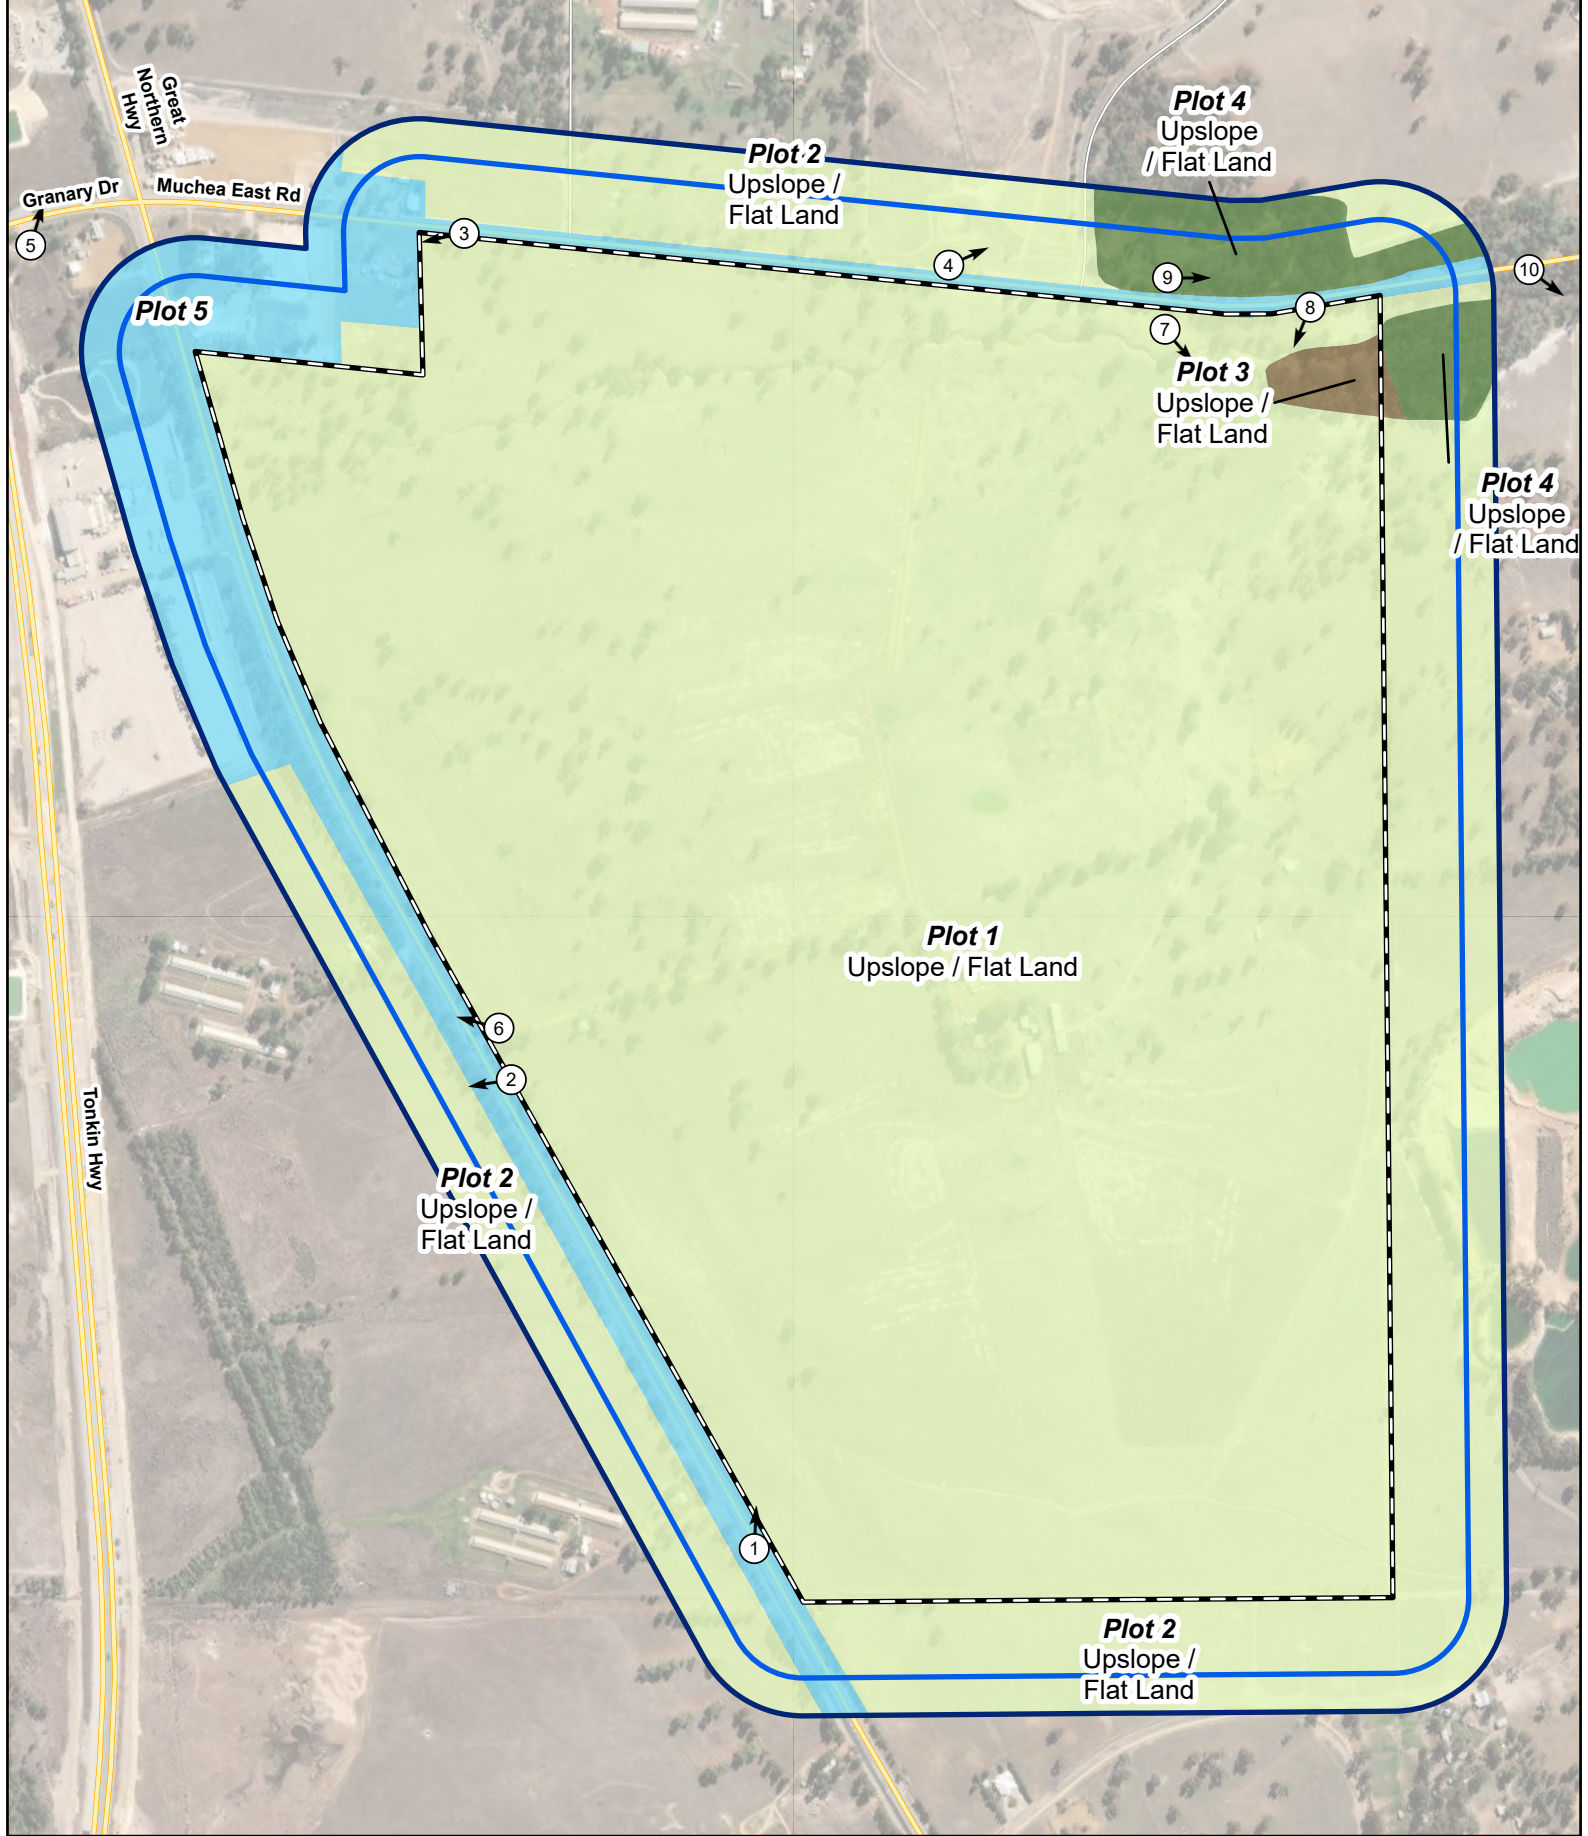 Great
Northern
Hwy
Plot 4
Upslope
/ Flat Land
Plot 2
Upslope /
Flat Land
Granary Dr
Muchea East Rd
5
3
4
9
10
Plot 5
8
7
Plot 3
Upslope /
Flat Land
Plot 4
Upslope
/ Flat Land
Plot 1
Upslope / Flat Land
6
2
Tonkin Hwy
Plot 2
Upslope /
Flat Land
1
Plot 2
Upslope /
Flat Land